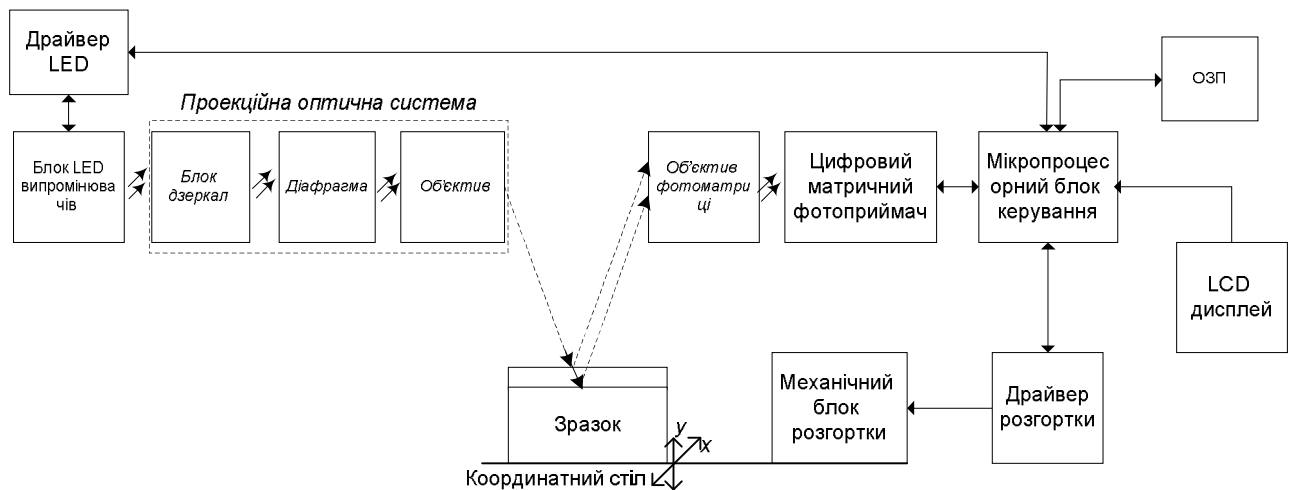 Драйвер
LED
ОЗП
Проекційна оптична система
Блок LED
випромінюва
чів
Блок
дзеркал
Діафрагма
Об'єктив
Об'єктив
фотоматри
ці
Цифровий
матричний
фотоприймач
Мікропроцес
орний блок
керування
LCD
дисплей
Зразок
y
x
Координатний стіл
Механічний
блок
розгортки
Драйвер
розгортки